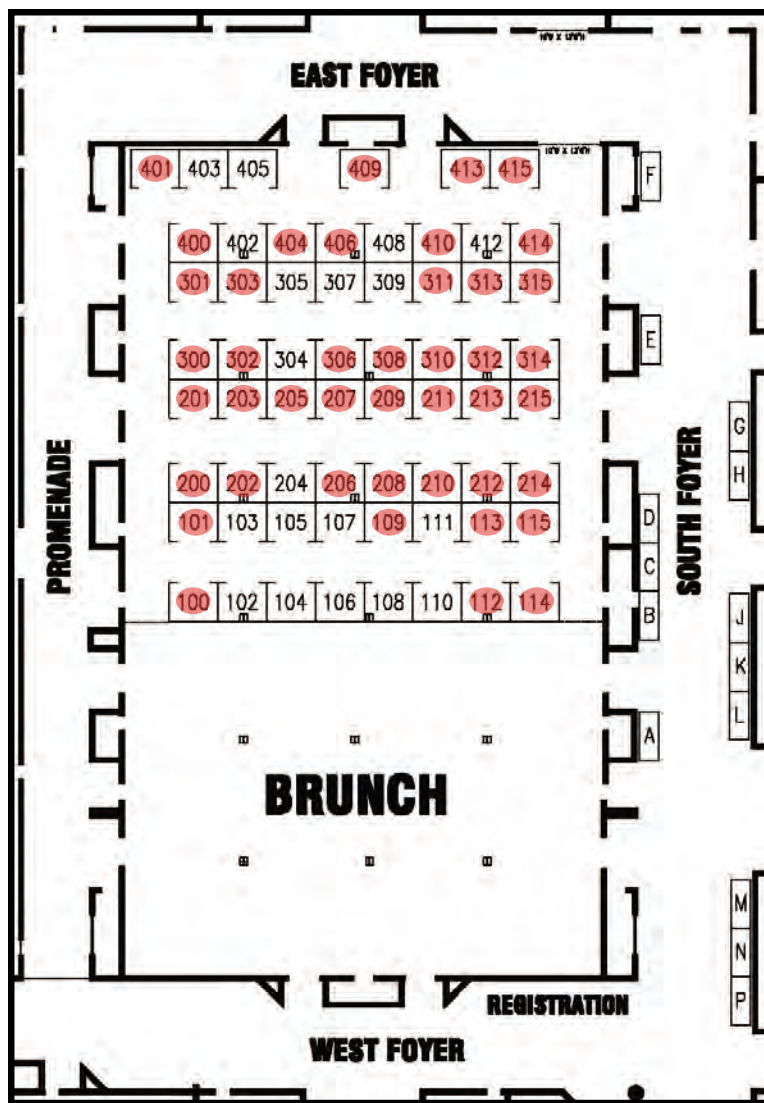 EAST FOYER
401 403 405 409 413 415
F
400 402 404 406 408 410 412 414
301 303 305 307 309 311 313 315
E
300 302 304 306 308 310 312 314
201 203 205 207 209 211 213 215
G
H
PROMENADE
SOUTH FOYER
200 202 204 206 208 210 212 214
101 103 105 107 109 111 113 115
D
C
B
100 102 104 106 108 110 112 114
J
K
L
A
BRUNCH
M
N
P
REGISTRATION
WEST FOYER